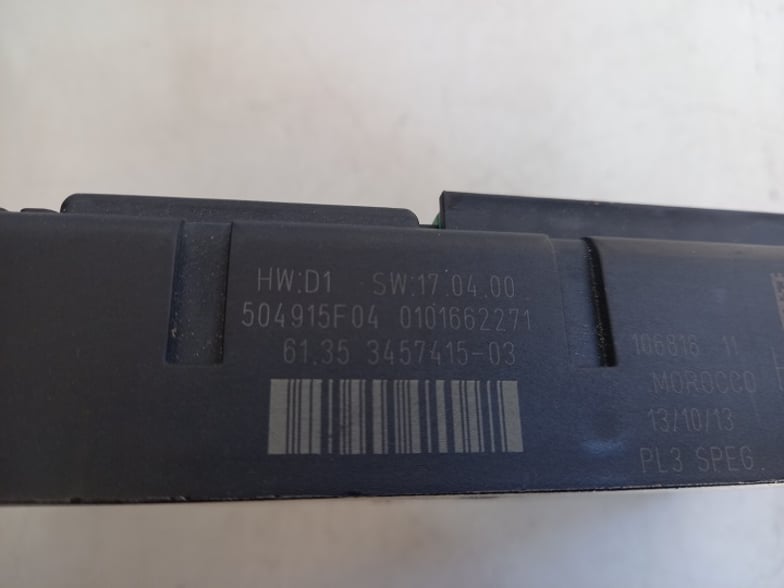 HW:D1 SW:17.04.00
504915F04 0101662271
61.35 3457415-03
106816 11
MOROCCO
13/10/13
PL3 SPEG